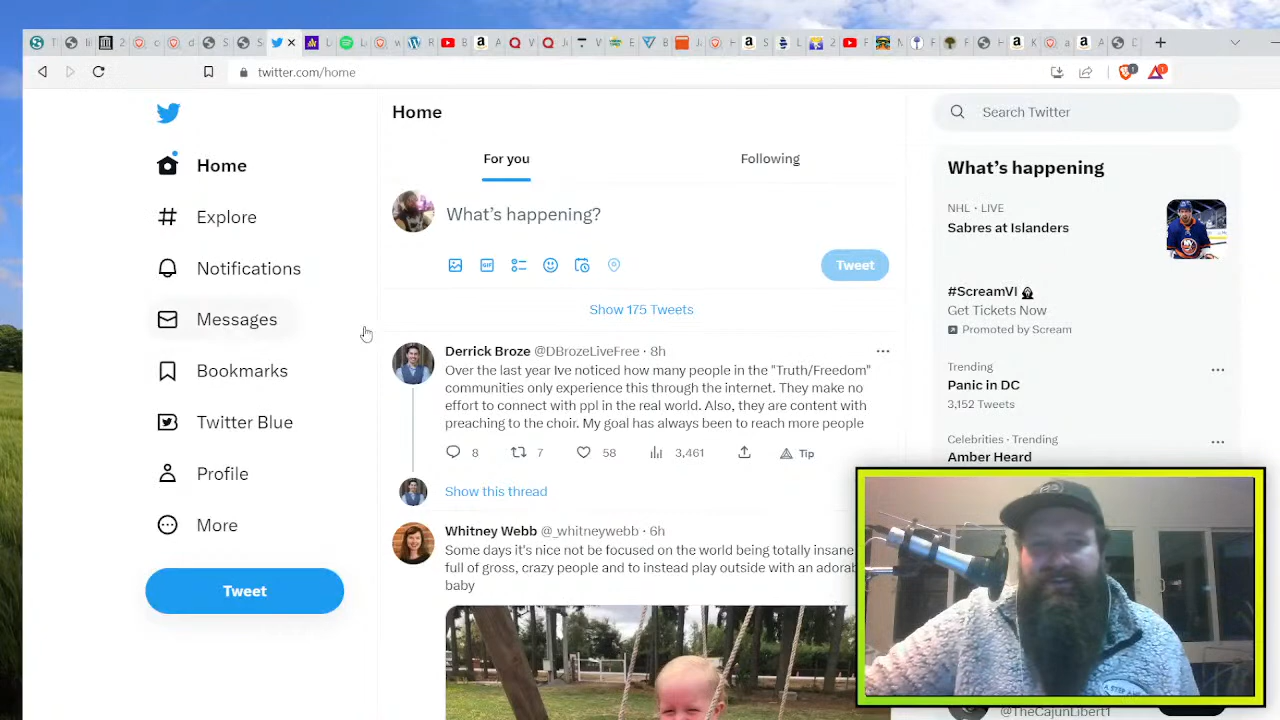 twitter.com/home
1
1
Home
Explore
Notifications
Messages
Bookmarks
Twitter Blue
Profile
More
Tweet
Home
For you
Following
What's happening?
Tweet
Show 175 Tweets
Derrick Broze @DBrozeLiveFree · 8h
Over the last year Ive noticed how many people in the "Truth/Freedom"
communities only experience this through the internet. They make no
effort to connect with ppl in the real world. Also, they are content with
preaching to the choir. My goal has always been to reach more people
8 7 58 3,461 Tip
Show this thread
Whitney Webb @_whitneywebb · 6h
Some days it's nice not be focused on the world being totally insane
full of gross, crazy people and to instead play outside with an
baby
Search Twitter
What's happening
NHL · LIVE
Sabres at Islanders
#ScreamVI
Get Tickets Now
Promoted by Scream
Trending
Panic in DC
3,152 Tweets
Celebrities · Trending
Amber Heard
@TheCajunLibert1